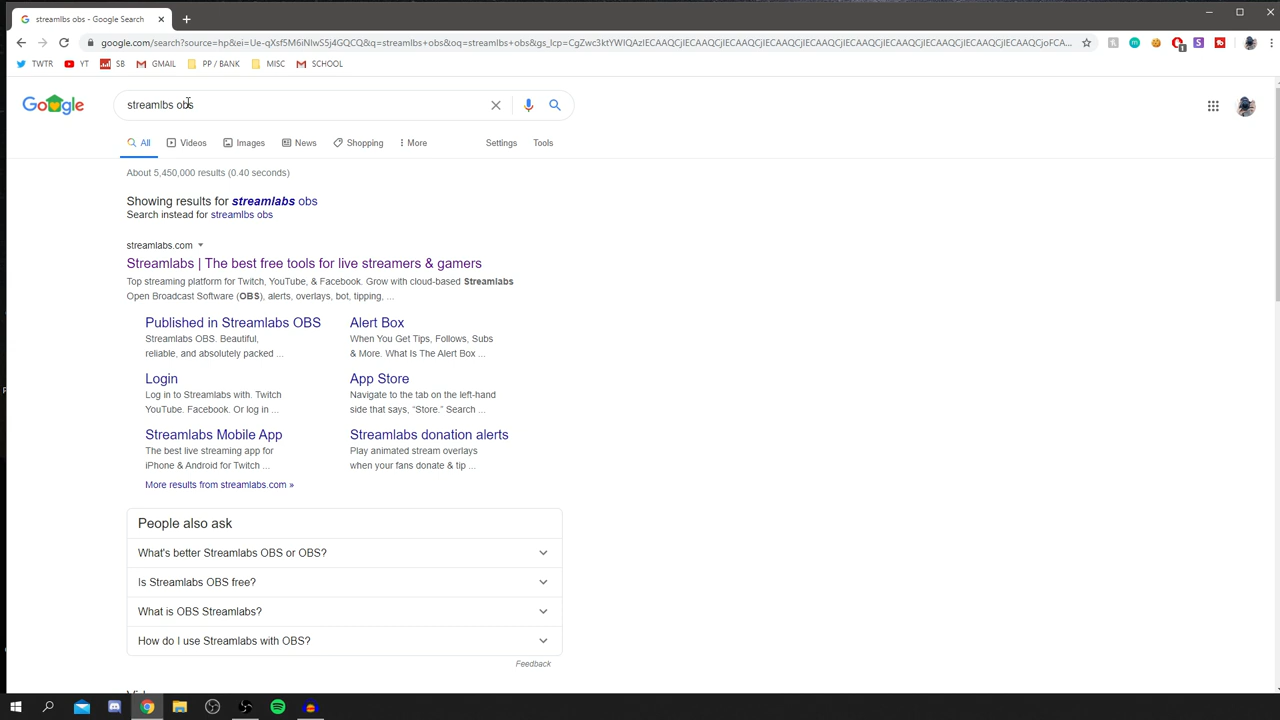 streamlbs obs - Google Search
google.com/search?source=hp&ei=Ue-qXsf5M6iNlwS5j4GQCQ&q=streamlbs+obs&oq=streamlbs+obs&gs_lcp=CgZwc3ktYWIQAzIECAAQCjIECAAQCjIECAAQCjIECAAQCjIECAAQCjIECAAQCjIECAAQCjIECAAQCjIECAAQCjIECAAQCjoFCA...
TWTR YT SB GMAIL PP / BANK MISC SCHOOL
Google streamlbs obs
All Videos Images News Shopping More Settings Tools
About 5,450,000 results (0.40 seconds)
Showing results for streamlabs obs
Search instead for streamlbs obs
streamlabs.com
Streamlabs | The best free tools for live streamers & gamers
Top streaming platform for Twitch, YouTube, & Facebook. Grow with cloud-based Streamlabs
Open Broadcast Software (OBS), alerts, overlays, bot, tipping, ...
Published in Streamlabs OBS
Streamlabs OBS. Beautiful,
reliable, and absolutely packed ...
Alert Box
When You Get Tips, Follows, Subs
& More. What Is The Alert Box ...
Login
Log in to Streamlabs with. Twitch
YouTube. Facebook. Or log in ...
App Store
Navigate to the tab on the left-hand
side that says, “Store.” Search ...
Streamlabs Mobile App
The best live streaming app for
iPhone & Android for Twitch ...
Streamlabs donation alerts
Play animated stream overlays
when your fans donate & tip ...
More results from streamlabs.com »
People also ask
What's better Streamlabs OBS or OBS?
Is Streamlabs OBS free?
What is OBS Streamlabs?
How do I use Streamlabs with OBS?
Feedback